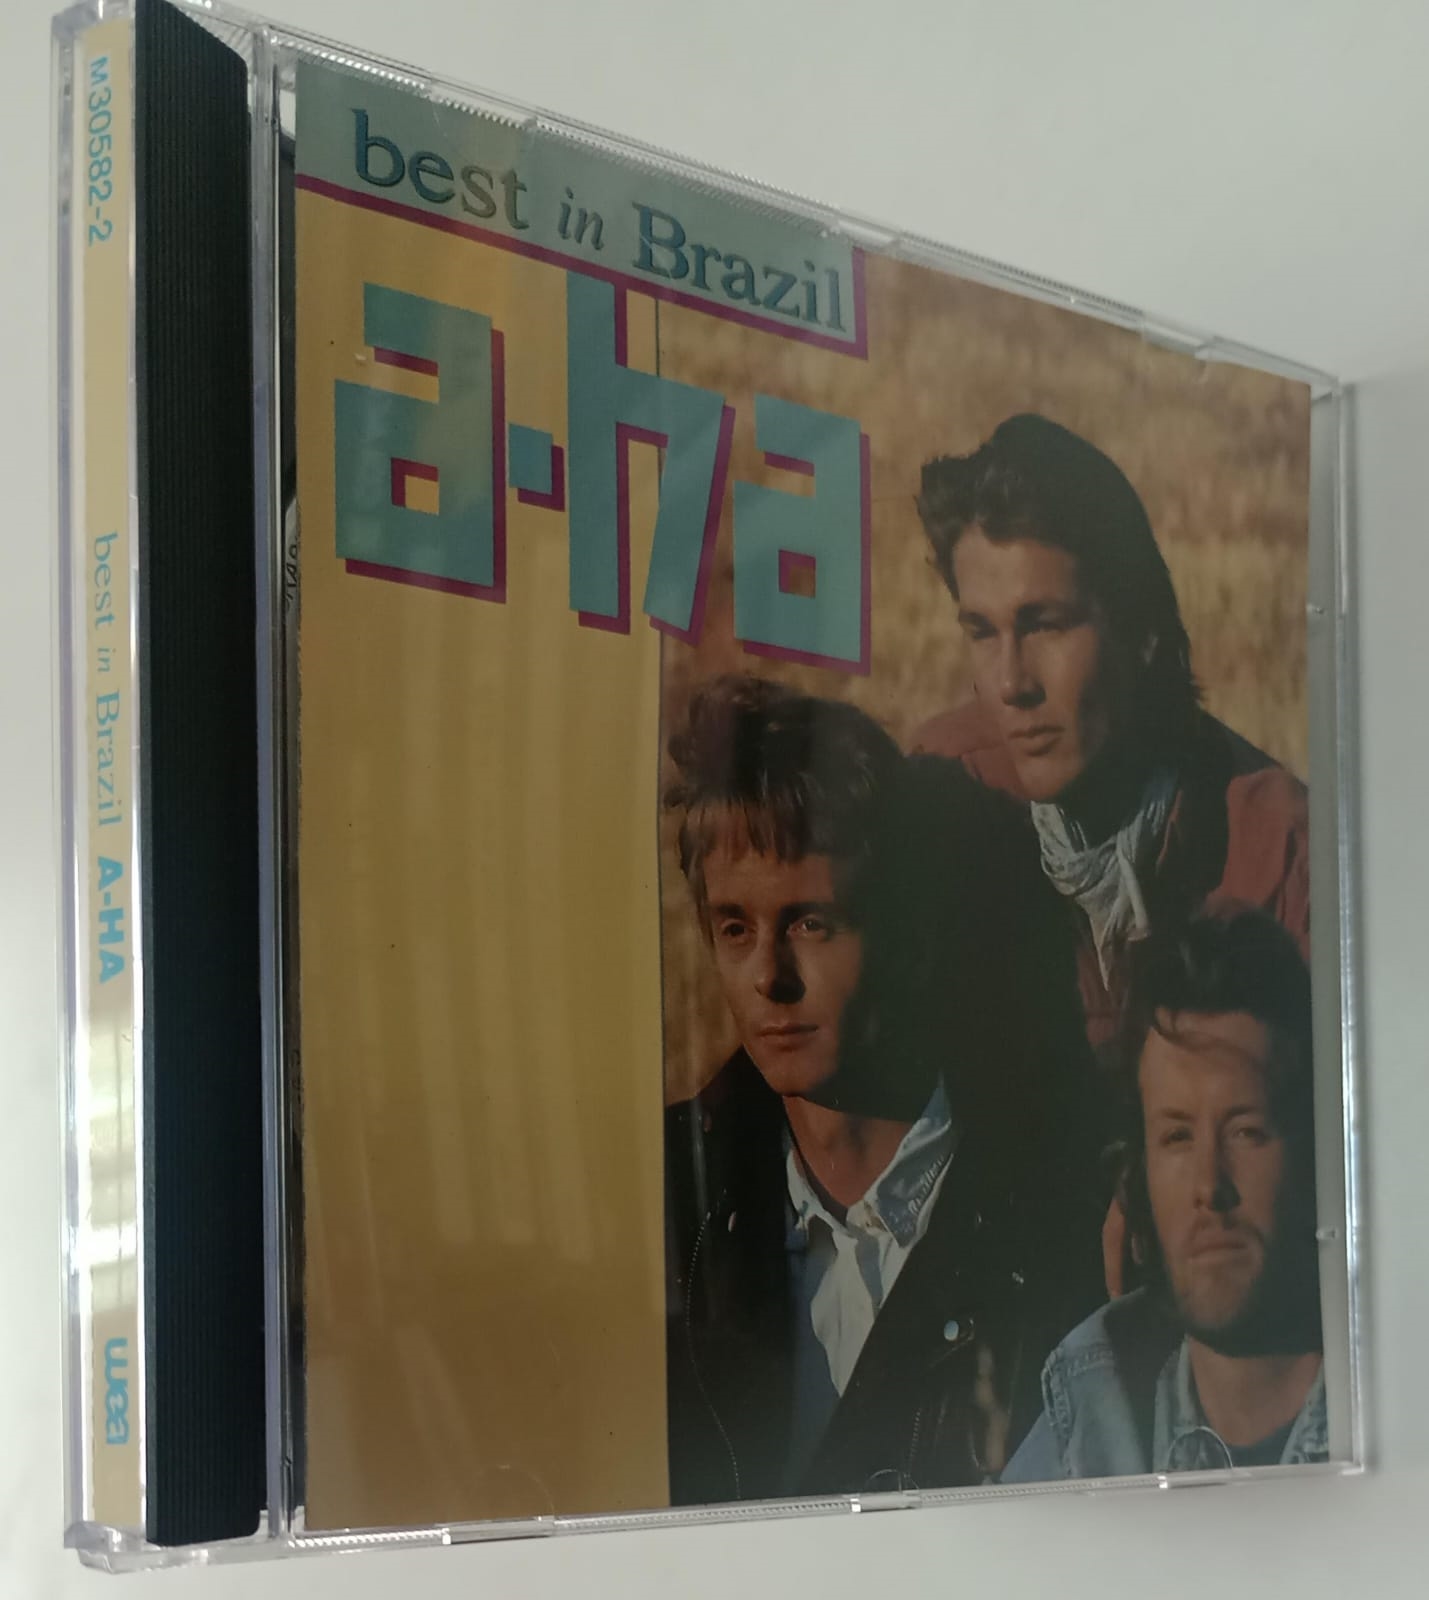 best in Brazil
a·ha
M30582-2
best in Brazil A-HA
wea